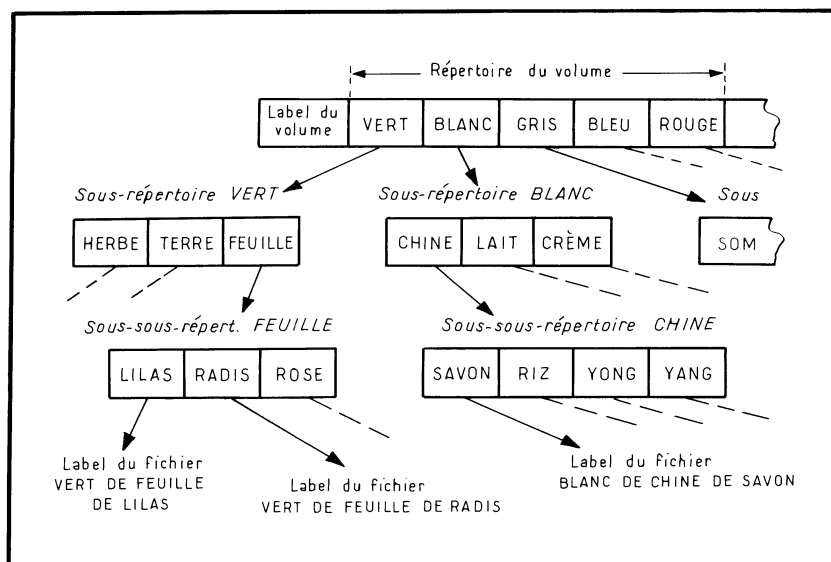 Répertoire du volume
Label du
volume
VERT BLANC GRIS BLEU ROUGE
Sous-répertoire VERT
Sous-répertoire BLANC
Sous
HERBE TERRE FEUILLE
CHINE LAIT CRÈME
SOM
Sous-sous-répert. FEUILLE
Sous-sous-répertoire CHINE
LILAS RADIS ROSE
SAVON RIZ YONG YANG
Label du fichier
VERT DE FEUILLE
DE LILAS
Label du fichier
VERT DE FEUILLE DE RADIS
Label du fichier
BLANC DE CHINE DE SAVON